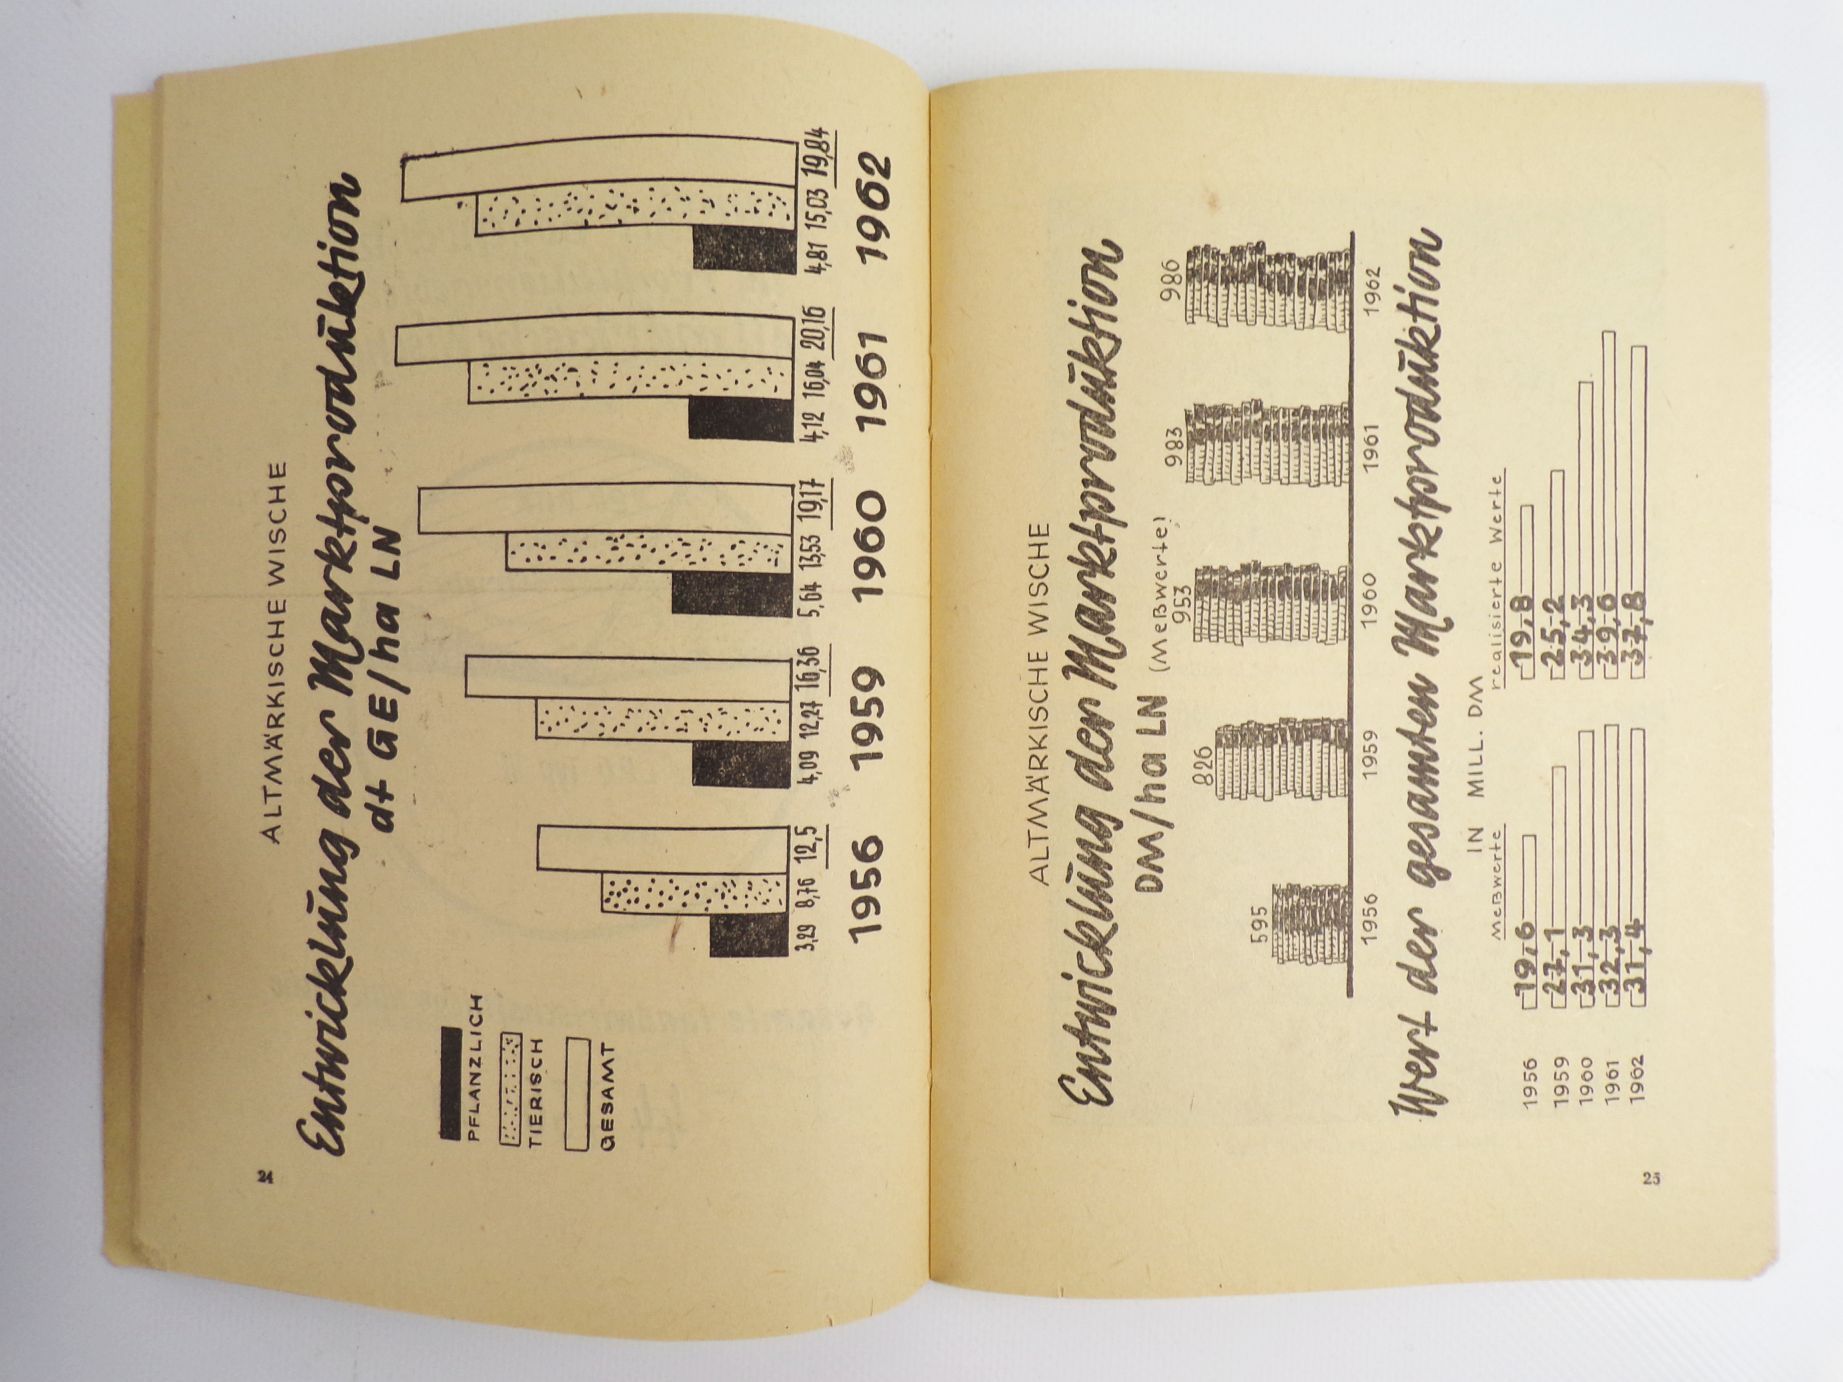 24
ALTMÄRKISCHE WISCHE
Entwicklung der Marktproduktion
dt GE/ha LN
PFLANZLICH
TIERISCH
GESAMT
3,29 8,76 12,5
4,09 12,27 16,36
5,64 13,53 19,17
4,12 16,04 20,16
4,81 15,03 19,84
1956 1959 1960 1961 1962
ALTMÄRKISCHE WISCHE
Entwicklung der Marktproduktion
DM/ha LN (Meßwerte)
595 826 953 983 986
1956 1959 1960 1961 1962
Wert der gesamten Marktproduktion
IN MILL. DM
Meßwerte realisierte Werte
1956 19,6 19,8
1959 27,1 25,2
1960 31,3 34,3
1961 32,3 39,6
1962 31,4 37,8
25